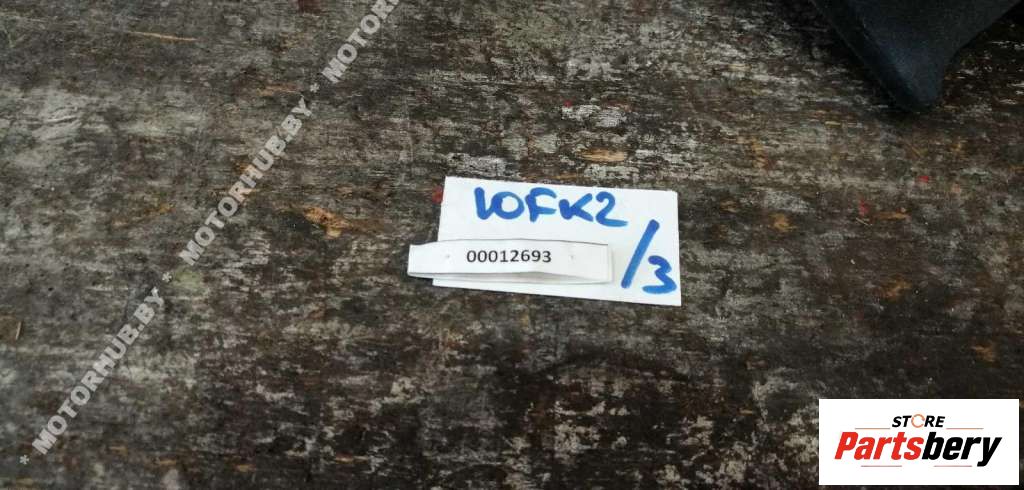 * MOTORHUB.BY * MOTORHUB.BY * MOTORHUB.BY
10FK2
00012693
/3
STORE
Partsbery